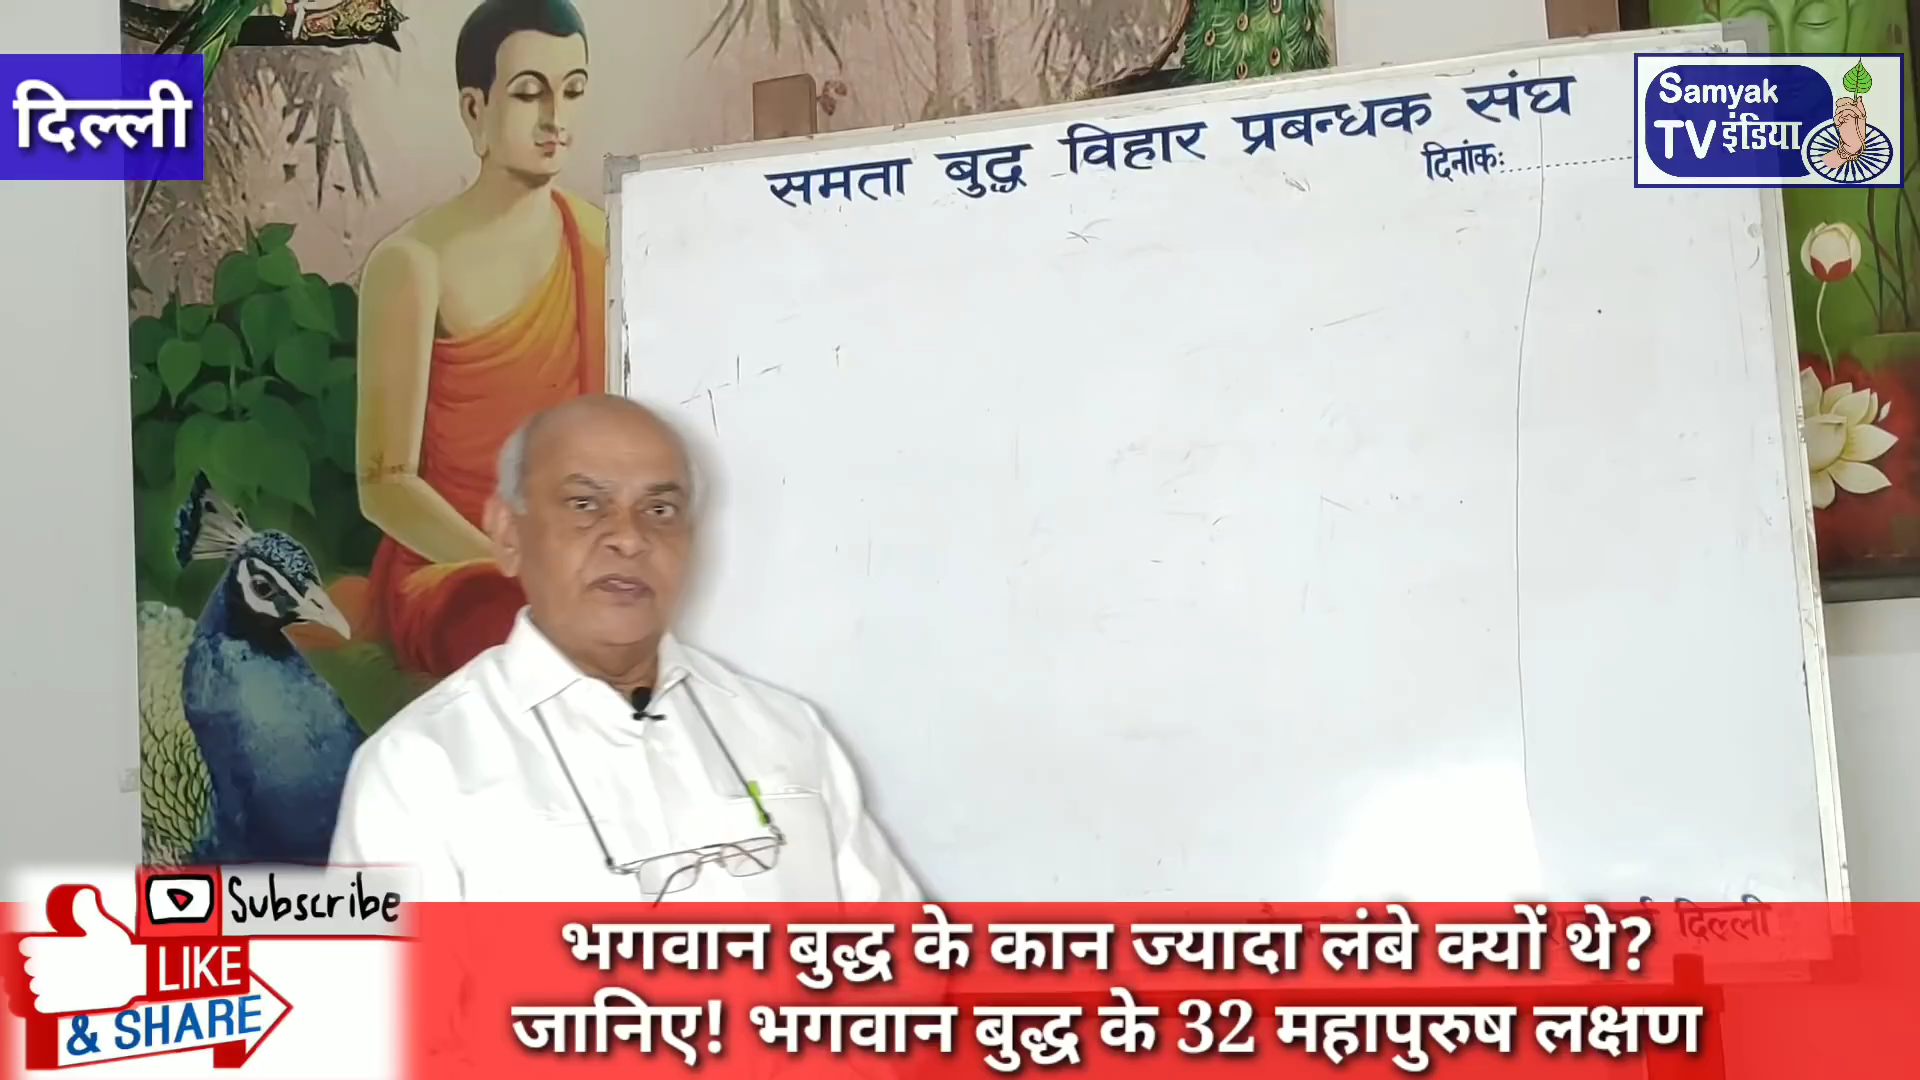 दिल्ली
समता बुद्ध विहार प्रबन्धक संघ
दिनांकः
Samyak
TV इंडिया
Subscribe
LIKE
& SHARE
दिल्ली
भगवान बुद्ध के कान ज्यादा लंबे क्यों थे?
जानिए! भगवान बुद्ध के 32 महापुरुष लक्षण